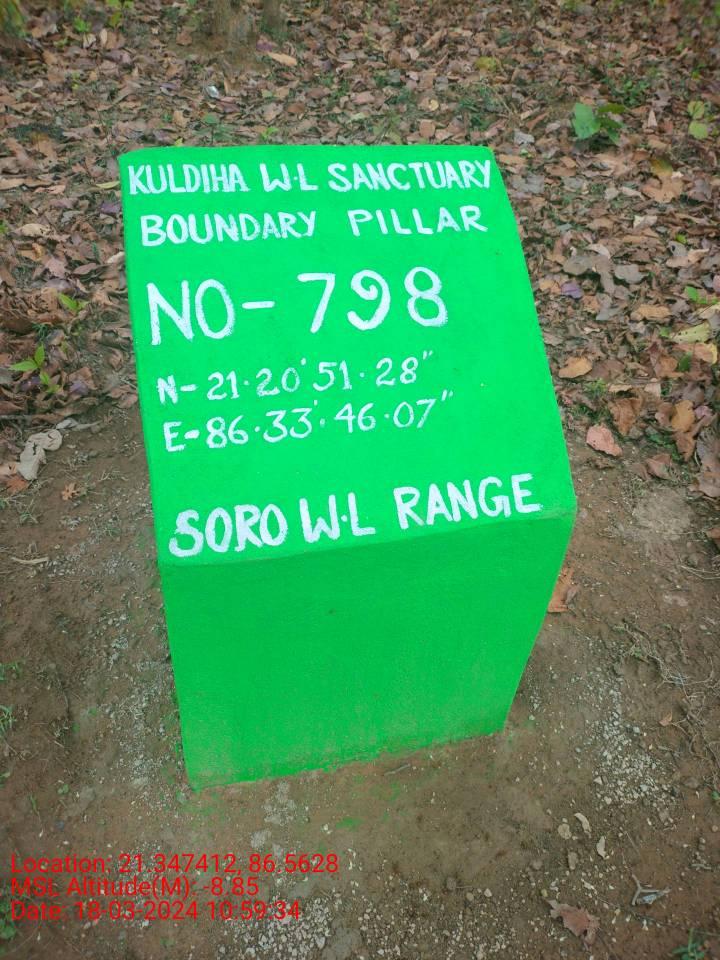 KULDIHA W.L SANCTUARY
BOUNDARY PILLAR
NO-798
N-21.20'51.28"
E-86.33'.46.07"
SORO W.L RANGE
Location: 21.347412, 86.5628
MSL Altitude(M): -8.85
Date: 18-03-2024 10:59:34